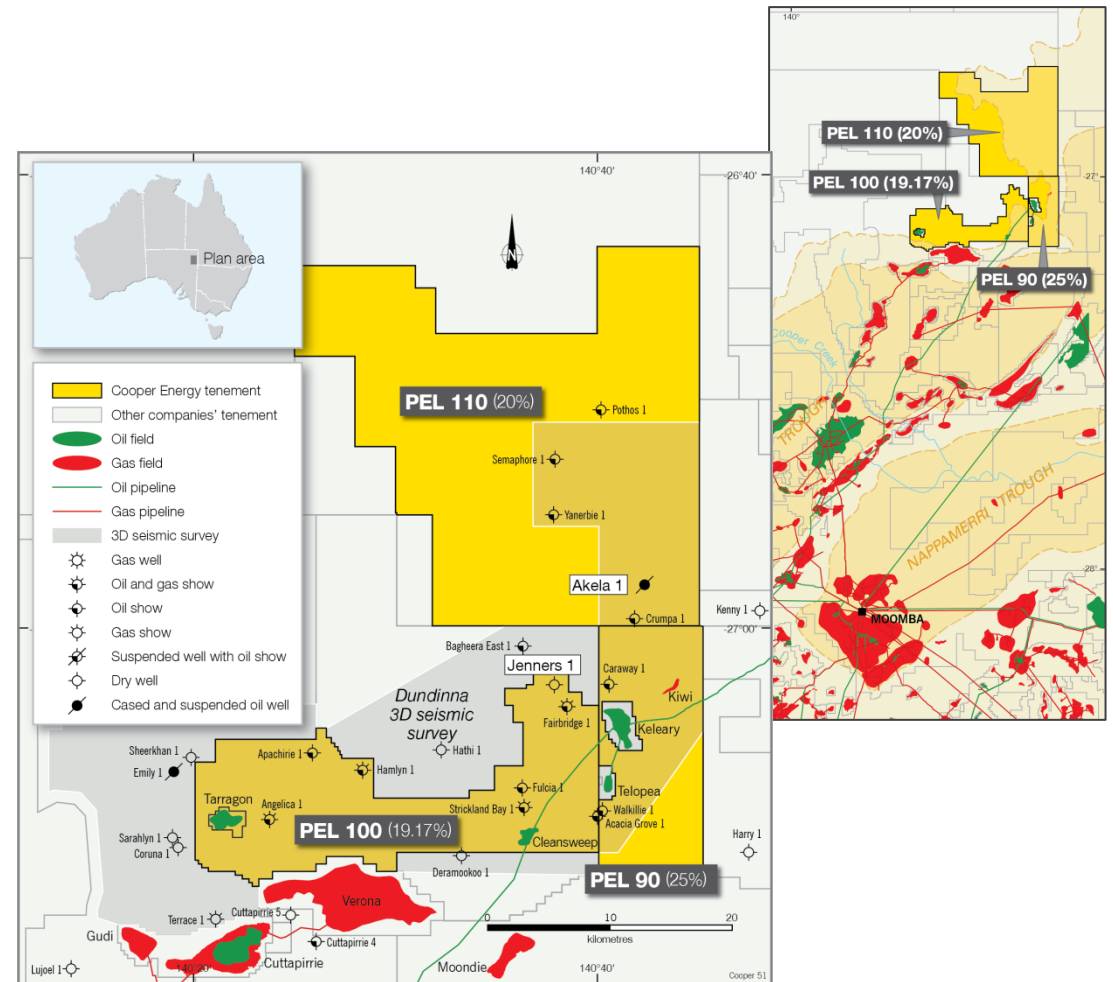 140°
PEL 110 (20%)
-27°
PEL 100 (19.17%)
PEL 90 (25%)
Cooper Creek
TROUGH
NAPPAMERRI TROUGH
-28°
MOOMBA
140°40'
-26°40'
Plan area
N
Cooper Energy tenement
Other companies' tenement
Oil field
Gas field
Oil pipeline
Gas pipeline
3D seismic survey
Gas well
Oil and gas show
Oil show
Gas show
Suspended well with oil show
Dry well
Cased and suspended oil well
PEL 110 (20%)
Pothos 1
Semaphore 1
Yanerbie 1
Akela 1
Crumpa 1
Kenny 1
-27°00'
Bagheera East 1
Jenners 1
Caraway 1
Kiwi
Dundinna
3D seismic
survey
Fairbridge 1
Keleary
Sheerkhan 1
Apachirie 1
Hathi 1
Emily 1
Hamlyn 1
Tarragon
Angelica 1
Fulcia 1
Telopea
Strickland Bay 1
Walkillie 1
Acacia Grove 1
PEL 100 (19.17%)
Cleansweep
Sarahlyn 1
Coruna 1
Harry 1
Deramookoo 1
PEL 90 (25%)
Verona
Terrace 1
Cuttapirrie 5
0 10 20
kilometres
Gudi
Cuttapirrie 4
Cuttapirrie
Moondie
Lujoel 1
140°20'
140°40'
Cooper 51